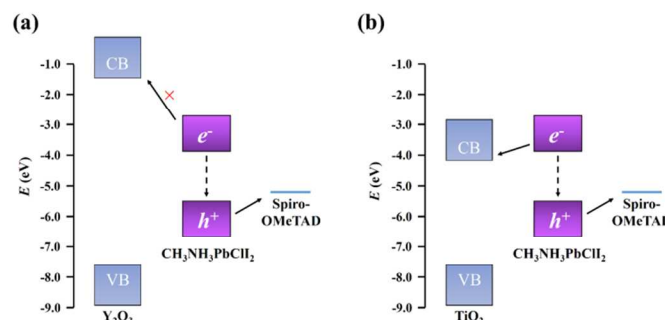 (a)
CB
-1.0
-2.0
-3.0
-4.0
-5.0
-6.0
-7.0
-8.0
-9.0
E (eV)
e⁻
h⁺
Spiro-
OMeTAD
CH₃NH₃PbClI₂
VB
(b)
-1.0
-2.0
-3.0
-4.0
-5.0
-6.0
-7.0
-8.0
-9.0
E (eV)
CB
e⁻
h⁺
Spiro-
OMeTAD
CH₃NH₃PbClI₂
VB